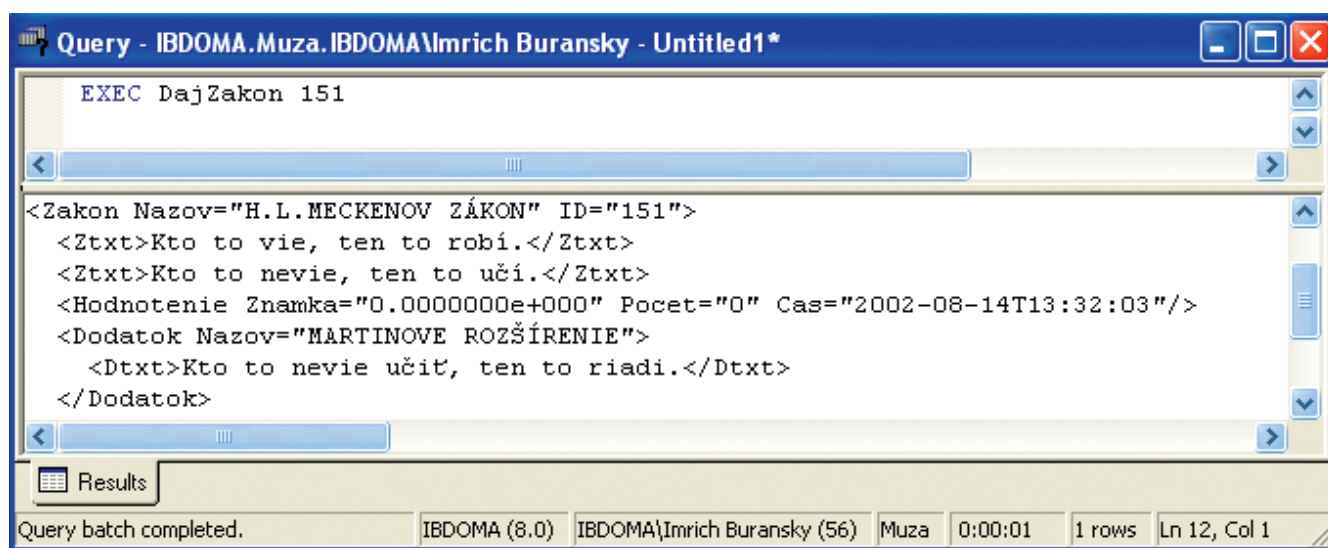 Query - IBDOMA.Muza.IBDOMA\Imrich Buransky - Untitled1*
EXEC DajZakon 151
<Zakon Nazov="H.L.MECKENOV ZÁKON" ID="151">
<Ztxt>Kto to vie, ten to robí.</Ztxt>
<Ztxt>Kto to nevie, ten to učí.</Ztxt>
<Hodnotenie Znamka="0.0000000e+000" Pocet="0" Cas="2002-08-14T13:32:03"/>
<Dodatok Nazov="MARTINOVE ROZŠÍRENIE">
<Dtxt>Kto to nevie učiť, ten to riadi.</Dtxt>
</Dodatok>
Results
Query batch completed. IBDOMA (8.0) IBDOMA\Imrich Buransky (56) Muza 0:00:01 1 rows Ln 12, Col 1